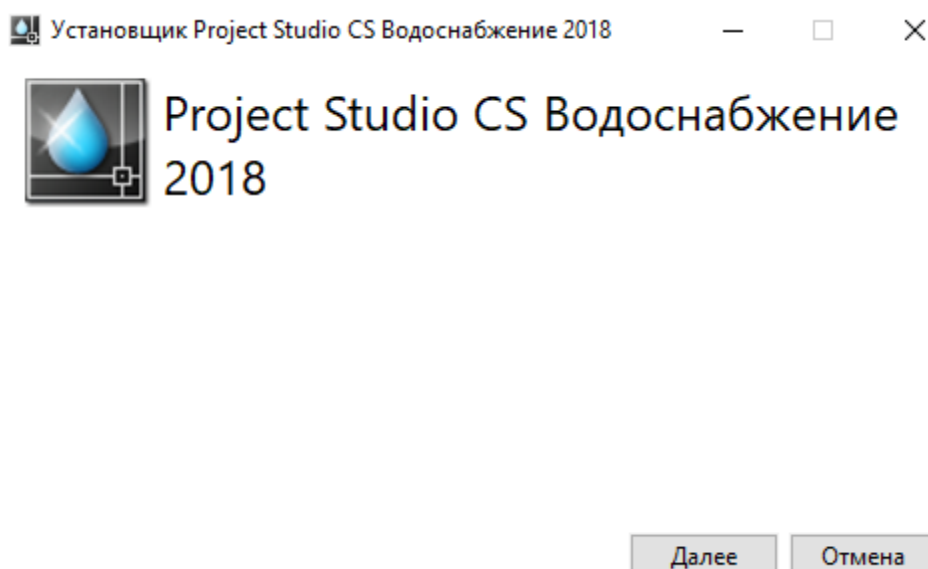 Установщик Project Studio CS Водоснабжение 2018
Project Studio CS Водоснабжение
2018
Далее
Отмена